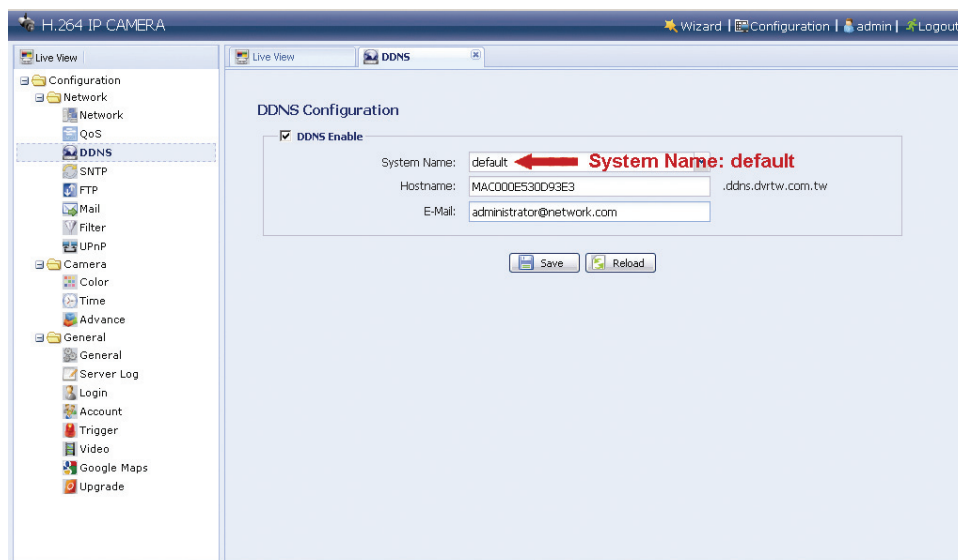 H.264 IP CAMERA
Wizard | Configuration | admin | Logout
Live View
Configuration
Network
Network
QoS
DDNS
SNTP
FTP
Mail
Filter
UPnP
Camera
Color
Time
Advance
General
General
Server Log
Login
Account
Trigger
Video
Google Maps
Upgrade
Live View
DDNS
DDNS Configuration
DDNS Enable
System Name: default System Name: default
Hostname: MAC000E530D93E3 .ddns.dvrtw.com.tw
E-Mail: administrator@network.com
Save Reload